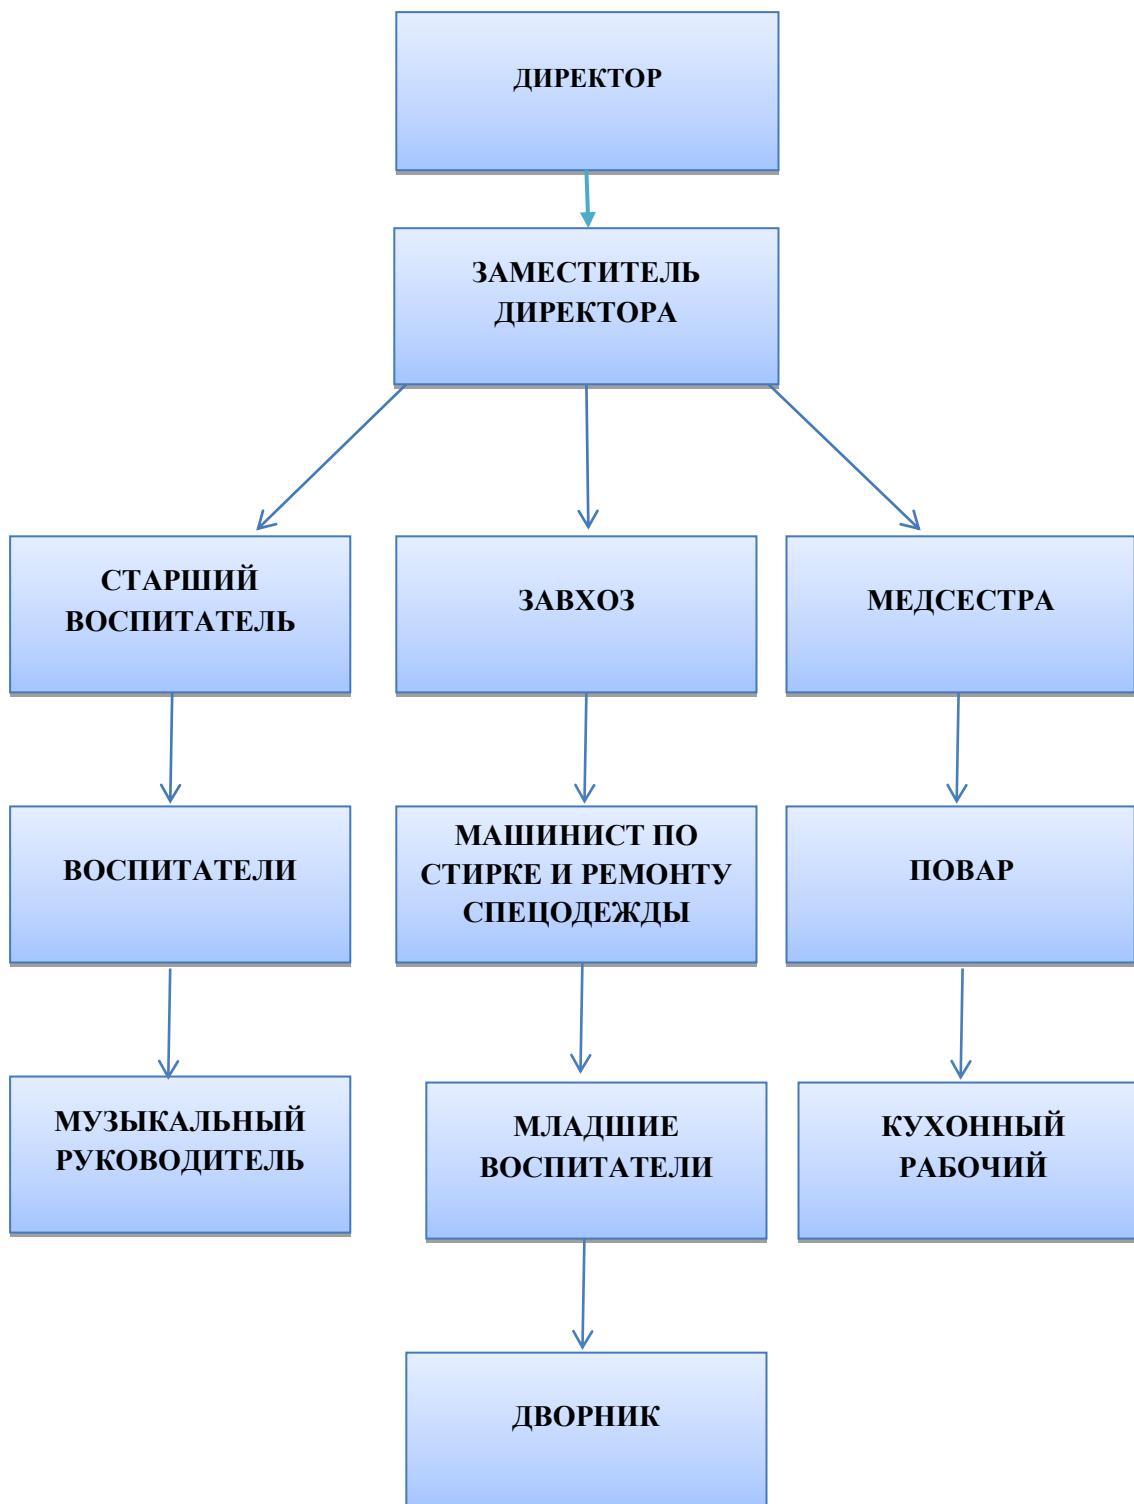 ДИРЕКТОР
ЗАМЕСТИТЕЛЬ
ДИРЕКТОРА
СТАРШИЙ
ВОСПИТАТЕЛЬ
ЗАВХОЗ
МЕДСЕСТРА
ВОСПИТАТЕЛИ
МАШИНИСТ ПО
СТИРКЕ И РЕМОНТУ
СПЕЦОДЕЖДЫ
ПОВАР
МУЗЫКАЛЬНЫЙ
РУКОВОДИТЕЛЬ
МЛАДШИЕ
ВОСПИТАТЕЛИ
КУХОННЫЙ
РАБОЧИЙ
ДВОРНИК